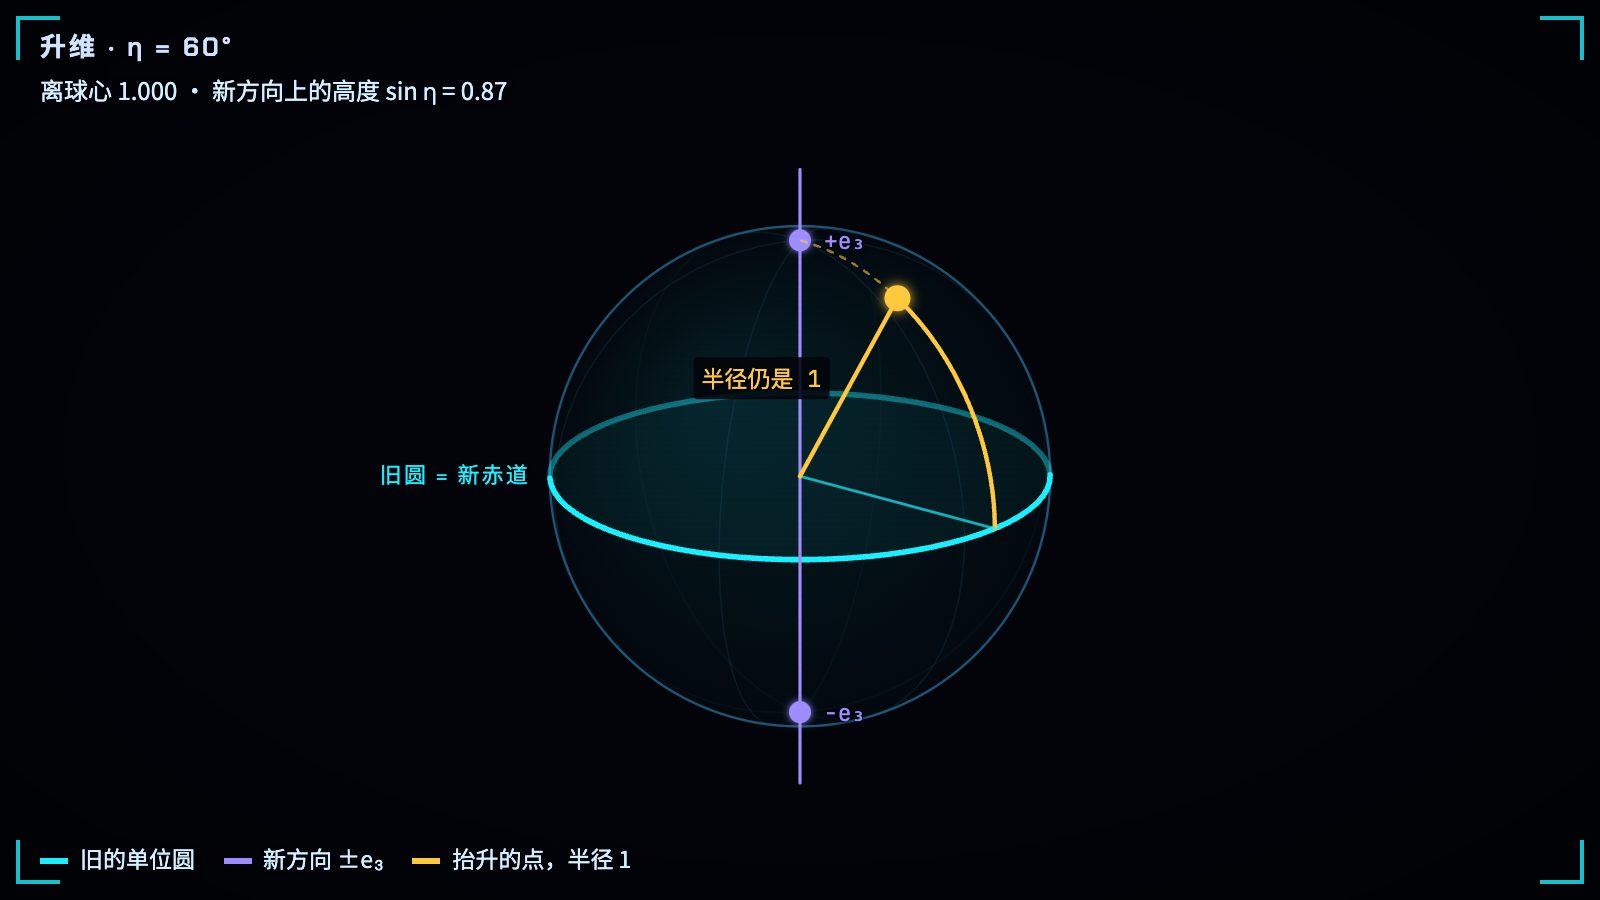 升维 · η = 60°
离球心 1.000 · 新方向上的高度 sin η = 0.87
+e₃
半径仍是 1
旧圆 = 新赤道
-e₃
旧的单位圆
新方向 ±e₃
抬升的点，半径 1